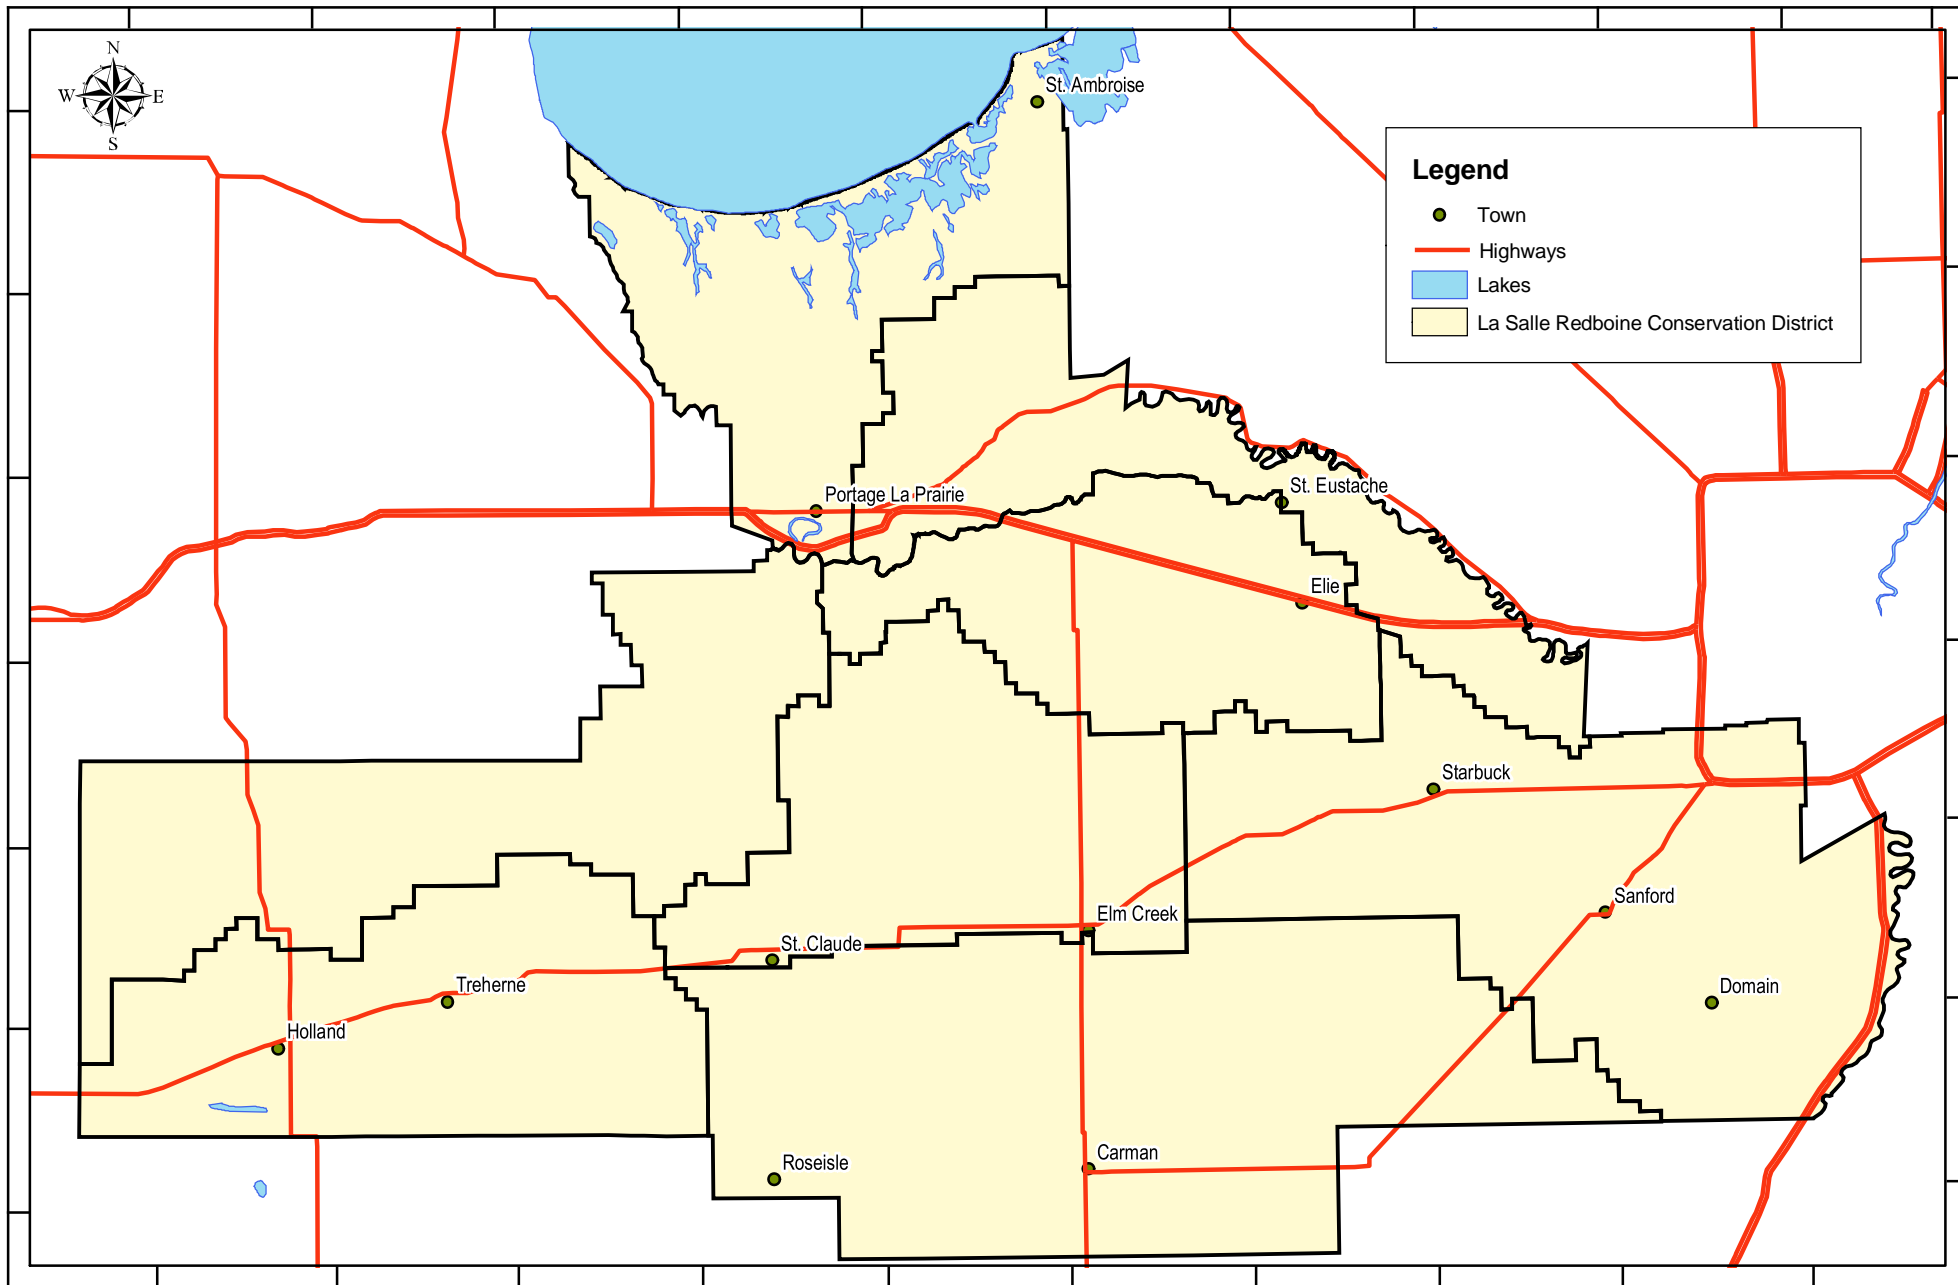 N
W
E
S
St. Ambroise
Legend
Town
Highways
Lakes
La Salle Redboine Conservation District
Portage La Prairie
St. Eustache
Elie
Starbuck
Sanford
Elm Creek
St. Claude
Treherne
Domain
Holland
Roseisle
Carman